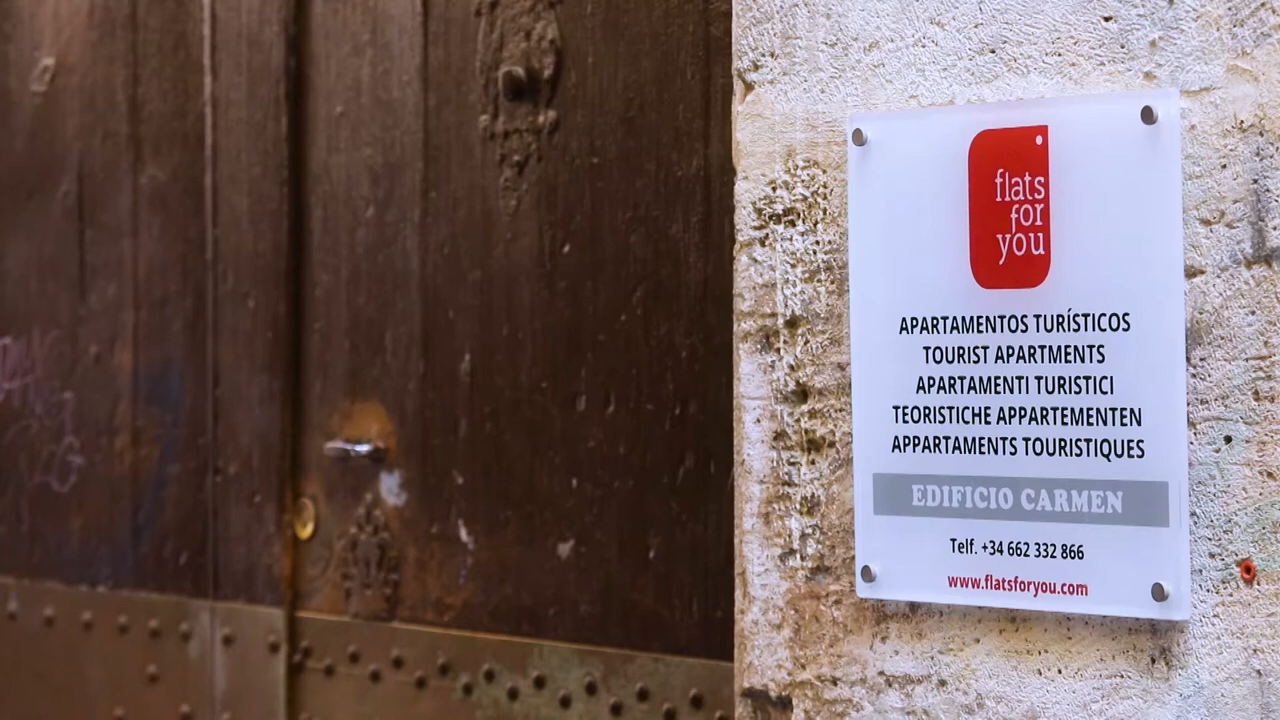 flats
for
you
APARTAMENTOS TURÍSTICOS
TOURIST APARTMENTS
APARTAMENTI TURISTICI
TEORISTICHE APPARTEMENTEN
APPARTAMENTS TOURISTIQUES
EDIFICIO CARMEN
Telf. +34 662 332 866
www.flatsforyou.com